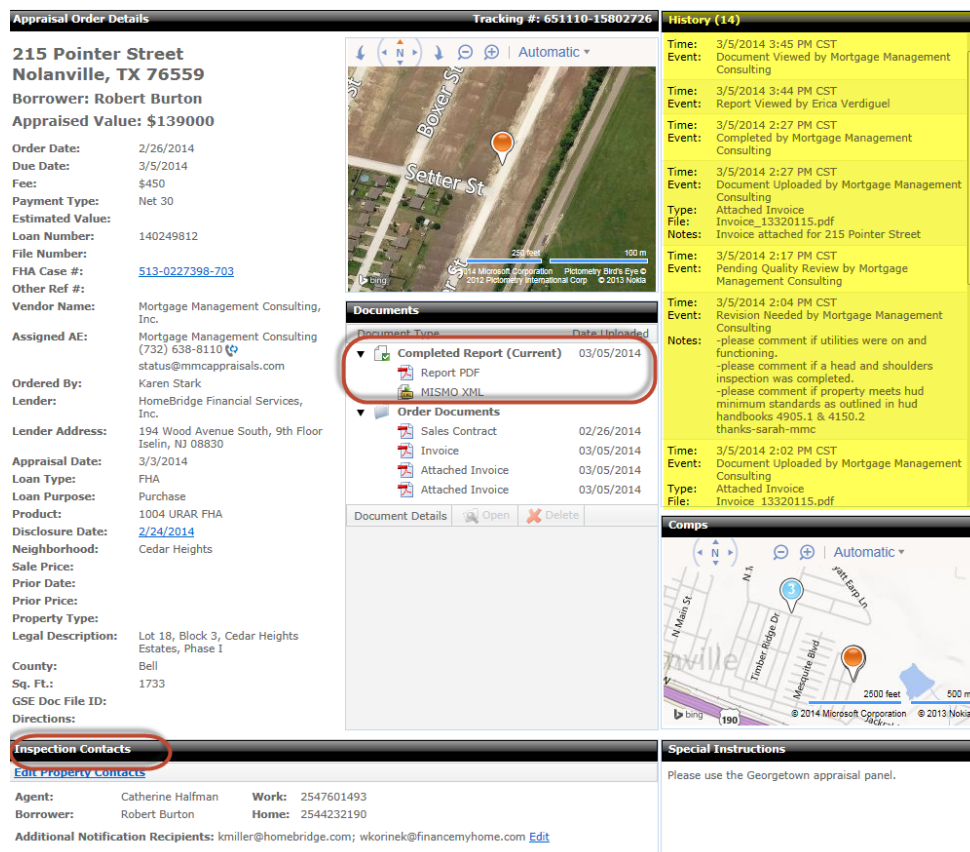 Appraisal Order Details
Tracking #: 651110-15802726
215 Pointer Street
Nolanville, TX 76559
Borrower: Robert Burton
Appraised Value: $139000
Order Date: 2/26/2014
Due Date: 3/5/2014
Fee: $450
Payment Type: Net 30
Estimated Value:
Loan Number: 140249812
File Number:
FHA Case #: 513-0227398-703
Other Ref #:
Vendor Name: Mortgage Management Consulting,
Inc.
Assigned AE: Mortgage Management Consulting
(732) 638-8110
status@mmcappraisals.com
Ordered By: Karen Stark
Lender: HomeBridge Financial Services,
Inc.
Lender Address: 194 Wood Avenue South, 9th Floor
Iselin, NJ 08830
Appraisal Date: 3/3/2014
Loan Type: FHA
Loan Purpose: Purchase
Product: 1004 URAR FHA
Disclosure Date: 2/24/2014
Neighborhood: Cedar Heights
Sale Price:
Prior Date:
Prior Price:
Property Type:
Legal Description: Lot 18, Block 3, Cedar Heights
Estates, Phase I
County: Bell
Sq. Ft.: 1733
GSE Doc File ID:
Directions:
N Automatic
Boxer St
Setter St
St
250 feet 100 m
2014 Microsoft Corporation Pictometry Bird's Eye ©
bing 2012 Pictometry International Corp © 2013 Nokia
Documents
Document Type Date Uploaded
Completed Report (Current) 03/05/2014
Report PDF
MISMO XML
Order Documents
Sales Contract 02/26/2014
Invoice 03/05/2014
Attached Invoice 03/05/2014
Attached Invoice 03/05/2014
Document Details Open Delete
History (14)
Time: 3/5/2014 3:45 PM CST
Event: Document Viewed by Mortgage Management
Consulting
Time: 3/5/2014 3:44 PM CST
Event: Report Viewed by Erica Verdiguel
Time: 3/5/2014 2:27 PM CST
Event: Completed by Mortgage Management
Consulting
Time: 3/5/2014 2:27 PM CST
Event: Document Uploaded by Mortgage Management
Consulting
Type: Attached Invoice
File: Invoice_13320115.pdf
Notes: Invoice attached for 215 Pointer Street
Time: 3/5/2014 2:17 PM CST
Event: Pending Quality Review by Mortgage
Management Consulting
Time: 3/5/2014 2:04 PM CST
Event: Revision Needed by Mortgage Management
Consulting
Notes: -please comment if utilities were on and
functioning.
-please comment if a head and shoulders
inspection was completed.
-please comment if property meets hud
minimum standards as outlined in hud
handbooks 4905.1 & 4150.2
thanks-sarah-mmc
Time: 3/5/2014 2:02 PM CST
Event: Document Uploaded by Mortgage Management
Consulting
Type: Attached Invoice
File: Invoice_13320115.pdf
Comps
N Automatic
3
N Main St
Timber Ridge Dr
yatt Earp Ln
Mesquite Blvd
nville
190
2500 feet 500 m
bing © 2014 Microsoft Corporation © 2013 Nokia
Inspection Contacts
Edit Property Contacts
Agent: Catherine Halfman Work: 2547601493
Borrower: Robert Burton Home: 2544232190
Additional Notification Recipients: kmiller@homebridge.com; wkorinek@financemyhome.com Edit
Special Instructions
Please use the Georgetown appraisal panel.